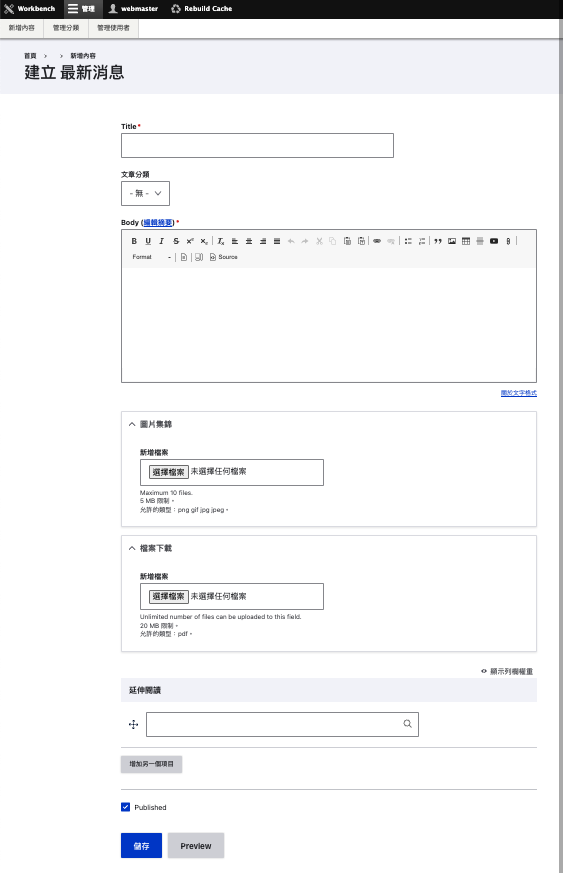 Workbench 管理 webmaster Rebuild Cache
新增內容 管理分類 管理使用者
首頁 › › 新增內容
建立 最新消息
Title*
文章分類
- 無 -
Body (編輯摘要) *
B U I S x² x₂ Tx
Format - Source
關於文字格式
圖片集錦
新增檔案
選擇檔案 未選擇任何檔案
Maximum 10 files.
5 MB 限制。
允許的類型：png gif jpg jpeg。
檔案下載
新增檔案
選擇檔案 未選擇任何檔案
Unlimited number of files can be uploaded to this field.
20 MB 限制。
允許的類型：pdf。
顯示列欄權重
延伸閱讀
增加另一個項目
Published
儲存 Preview